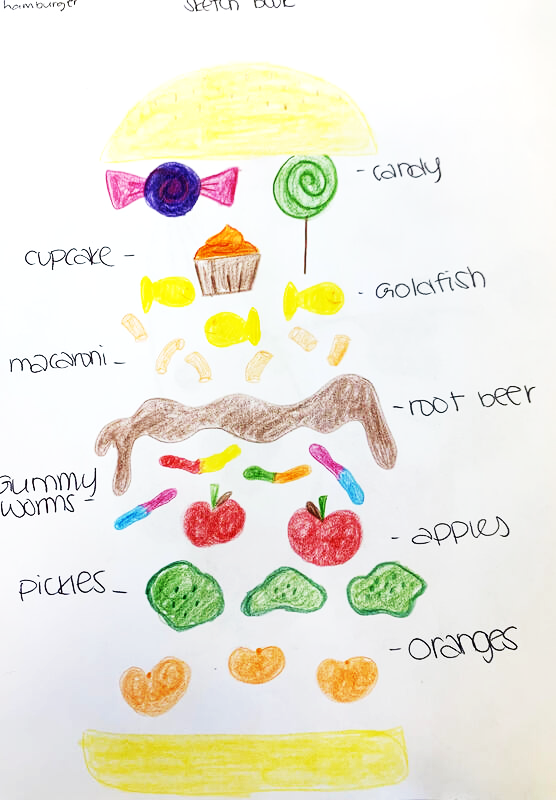 hamburger
SKETCH BOOK
- candy
cupcake -
- Goldfish
macaroni -
- root beer
Gummy
worms -
- apples
Pickles -
- Oranges